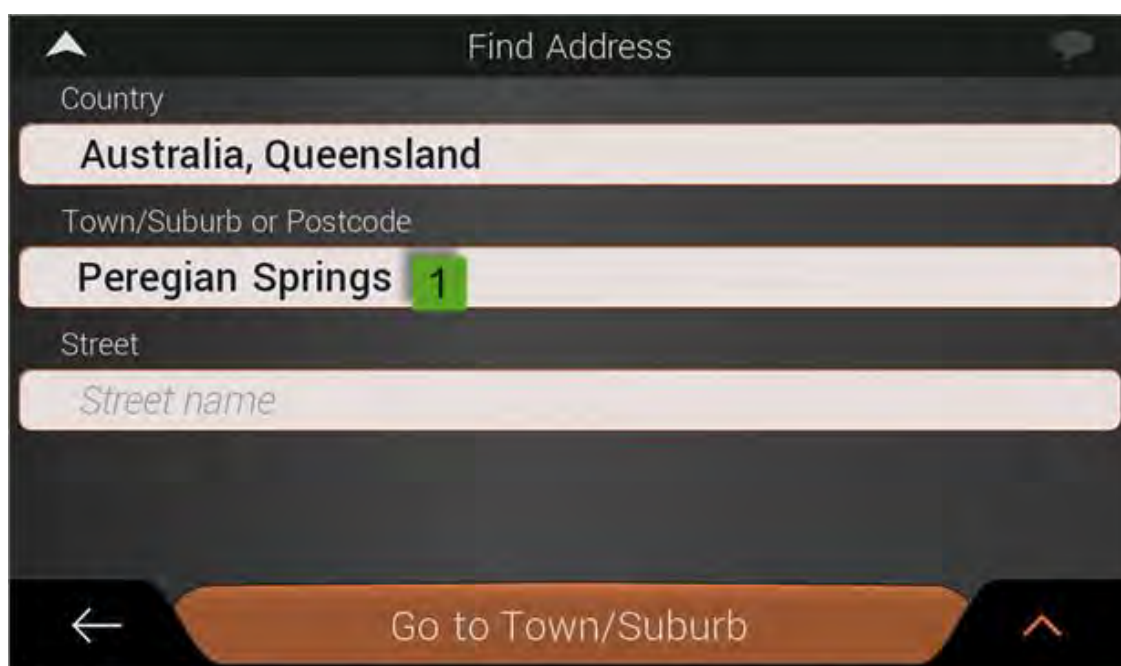 Find Address
Country
Australia, Queensland
Town/Suburb or Postcode
Peregian Springs 1
Street
Street name
Go to Town/Suburb